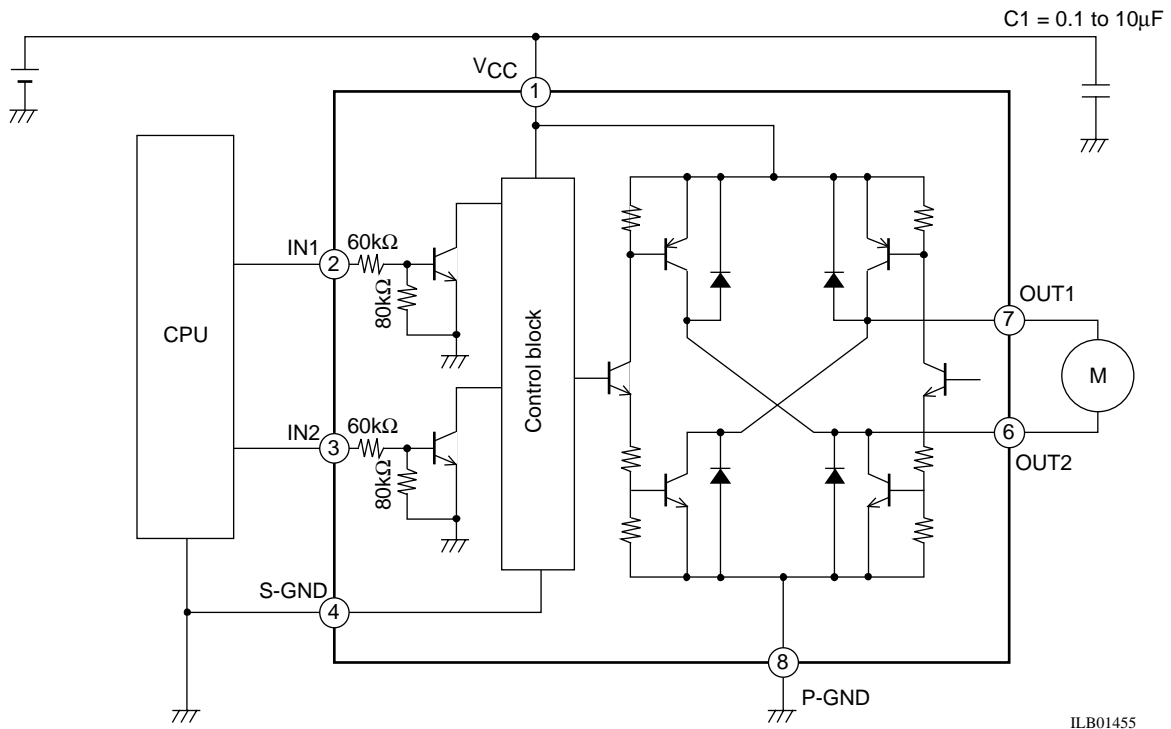 C1 = 0.1 to 10μF
VCC
1
IN1
2
60kΩ
80kΩ
CPU
Control block
OUT1
7
M
IN2
3
60kΩ
80kΩ
6
OUT2
S-GND
4
8
P-GND
ILB01455